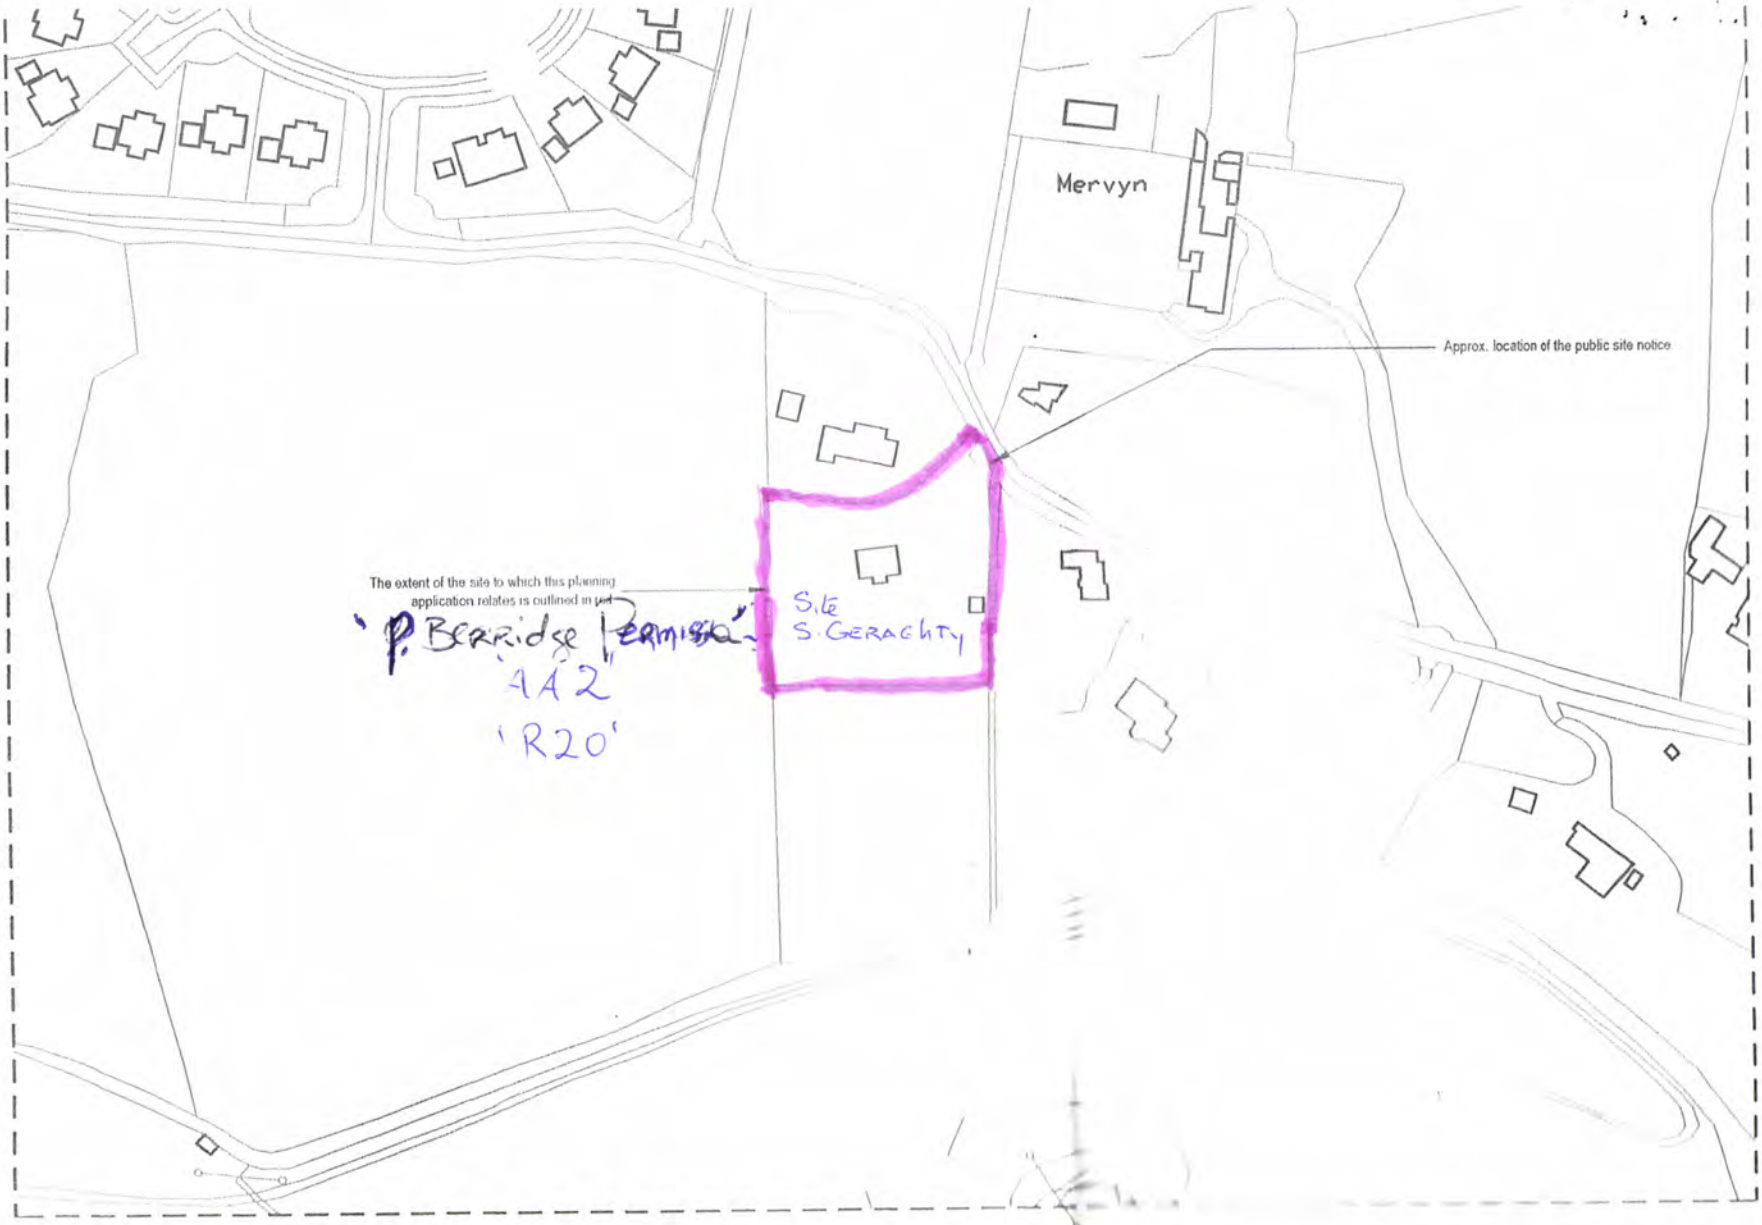 Mervyn
Approx. location of the public site notice
The extent of the site to which this planning
application relates is outlined in red
'P. Berridge Permission'
'AA2'
'R20'
Site
S. GERAGHTY